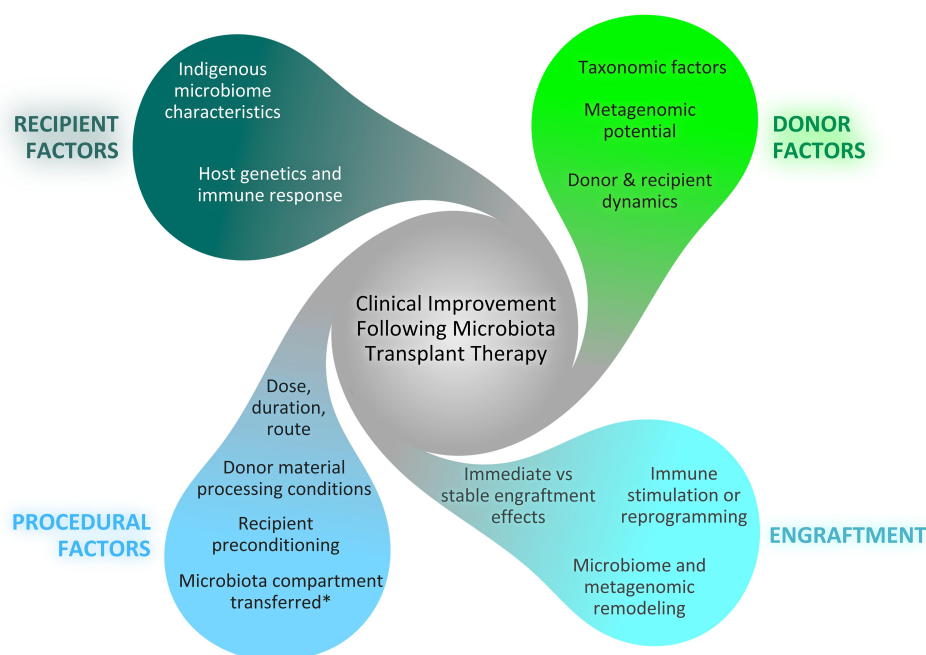 RECIPIENT
FACTORS
Indigenous
microbiome
characteristics
Host genetics and
immune response
Taxonomic factors
Metagenomic
potential
Donor & recipient
dynamics
DONOR
FACTORS
Clinical Improvement
Following Microbiota
Transplant Therapy
PROCEDURAL
FACTORS
Dose,
duration,
route
Donor material
processing conditions
Recipient
preconditioning
Microbiota compartment
transferred*
Immediate vs
stable engraftment
effects
Immune
stimulation or
reprogramming
Microbiome and
metagenomic
remodeling
ENGRAFTMENT